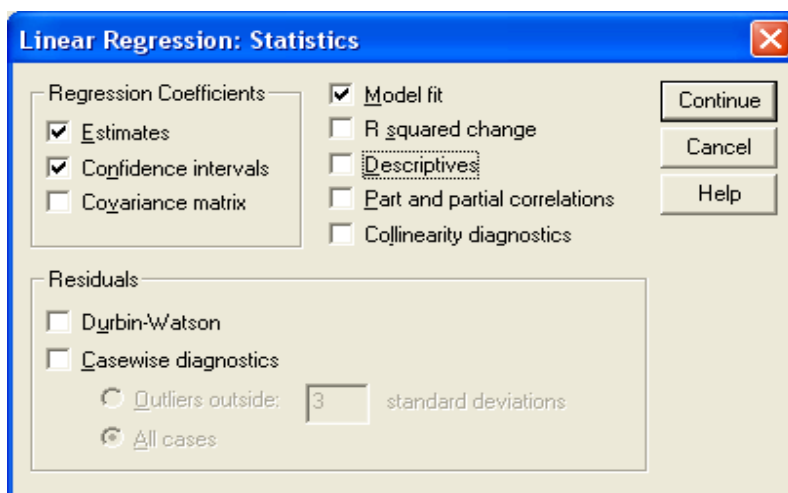 Linear Regression: Statistics
Regression Coefficients
Estimates
Confidence intervals
Covariance matrix
Model fit
R squared change
Descriptives
Part and partial correlations
Collinearity diagnostics
Continue
Cancel
Help
Residuals
Durbin-Watson
Casewise diagnostics
Outliers outside: 3 standard deviations
All cases